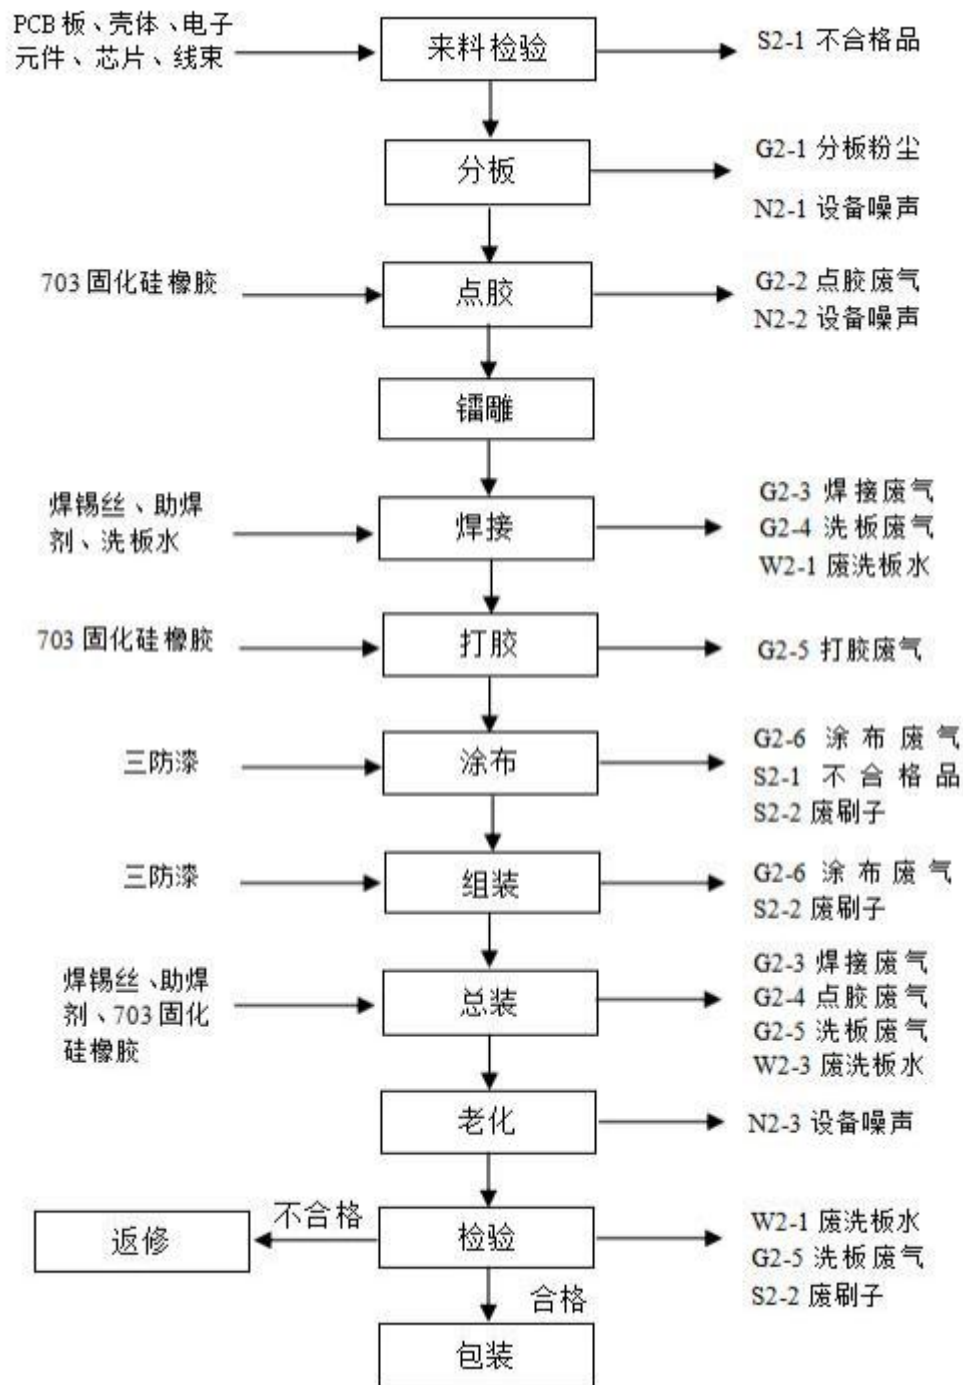 PCB 板、壳体、电子
元件、芯片、线束
来料检验
S2-1 不合格品
分板
G2-1 分板粉尘
N2-1 设备噪声
703 固化硅橡胶
点胶
G2-2 点胶废气
N2-2 设备噪声
镭雕
焊锡丝、助焊
剂、洗板水
焊接
G2-3 焊接废气
G2-4 洗板废气
W2-1 废洗板水
703 固化硅橡胶
打胶
G2-5 打胶废气
三防漆
涂布
G2-6 涂布废气
S2-1 不合格品
S2-2 废刷子
三防漆
组装
G2-6 涂布废气
S2-2 废刷子
焊锡丝、助焊
剂、703 固化
硅橡胶
总装
G2-3 焊接废气
G2-4 点胶废气
G2-5 洗板废气
W2-3 废洗板水
老化
N2-3 设备噪声
返修
不合格
检验
W2-1 废洗板水
G2-5 洗板废气
S2-2 废刷子
合格
包装